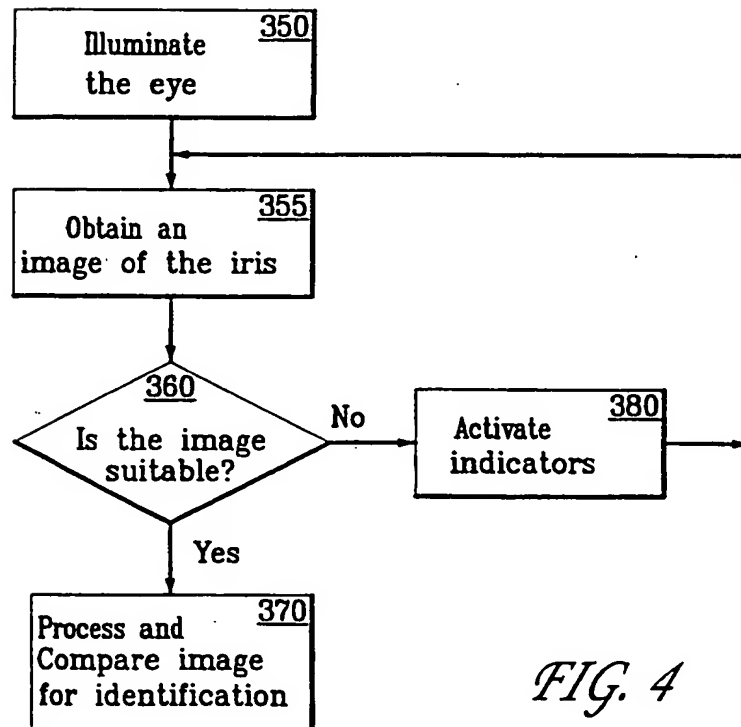 350
Illuminate
the eye
355
Obtain an
image of the iris
360
Is the image
suitable?
No
380
Activate
indicators
Yes
370
Process and
Compare image
for identification
FIG. 4